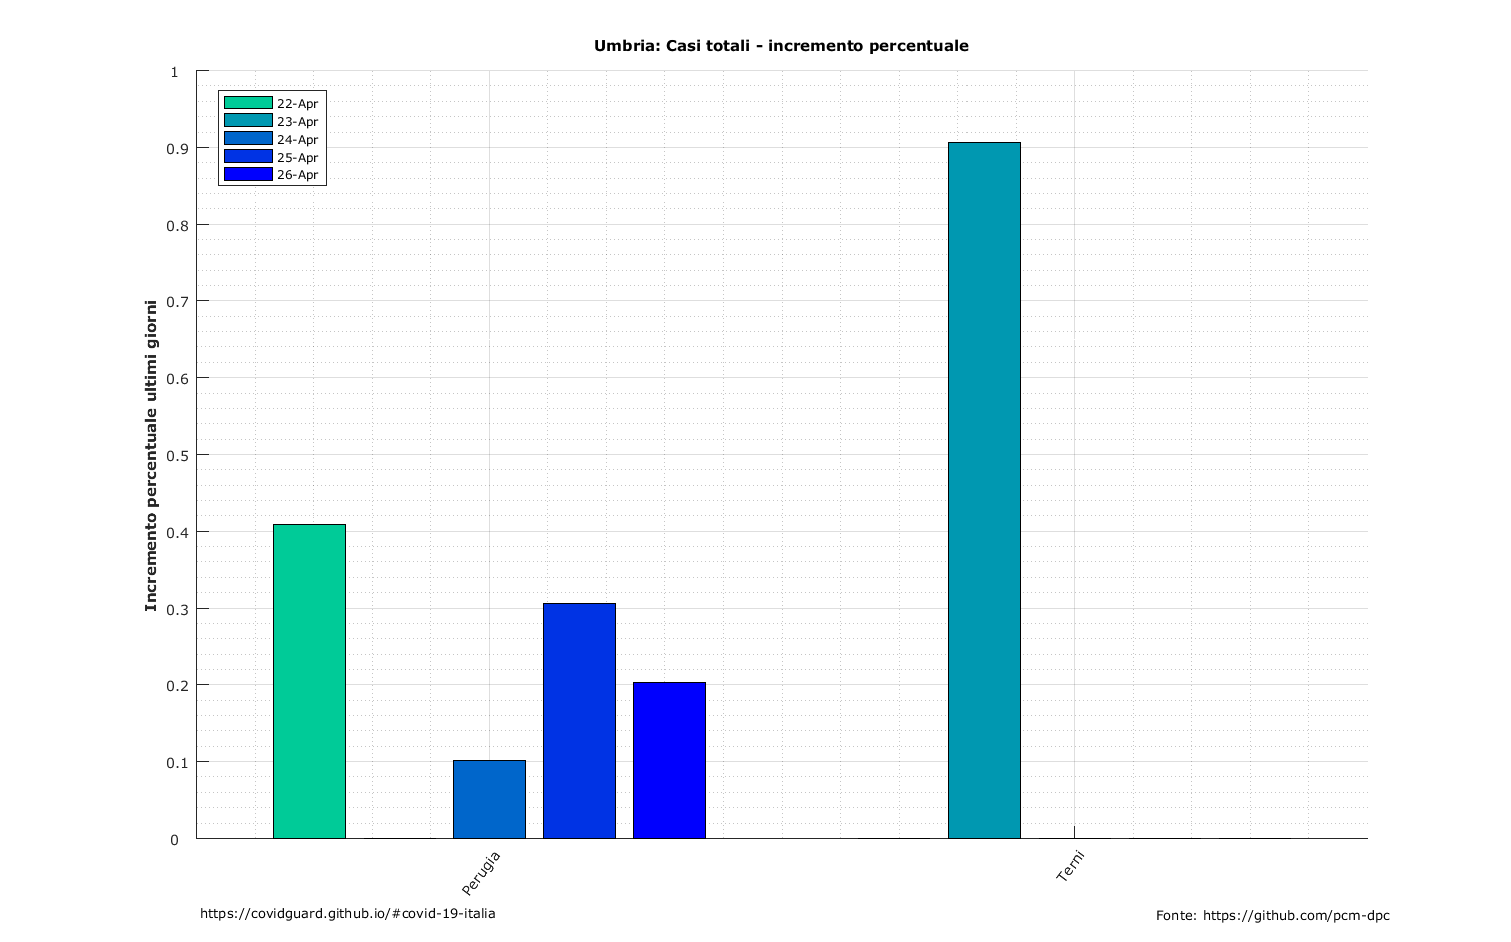 Umbria: Casi totali - incremento percentuale
1
0.9
0.8
0.7
0.6
0.5
0.4
0.3
0.2
0.1
0
Incremento percentuale ultimi giorni
22-Apr
23-Apr
24-Apr
25-Apr
26-Apr
Perugia
Terni
https://covidguard.github.io/#covid-19-italia
Fonte: https://github.com/pcm-dpc